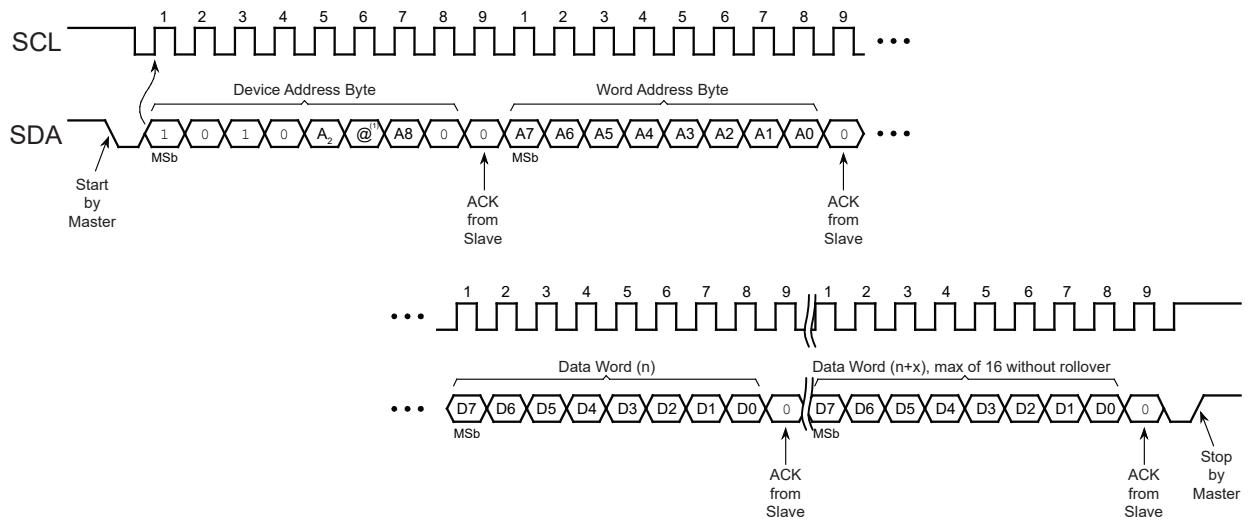 1 2 3 4 5 6 7 8 9 1 2 3 4 5 6 7 8 9
SCL
Device Address Byte Word Address Byte
SDA 1 0 1 0 A2 @(1) A8 0 0 A7 A6 A5 A4 A3 A2 A1 A0 0
MSb MSb
Start
by
Master
ACK
from
Slave
ACK
from
Slave
1 2 3 4 5 6 7 8 9 1 2 3 4 5 6 7 8 9
Data Word (n) Data Word (n+x), max of 16 without rollover
D7 D6 D5 D4 D3 D2 D1 D0 0 D7 D6 D5 D4 D3 D2 D1 D0 0
MSb MSb
ACK
from
Slave
ACK
from
Slave
Stop
by
Master